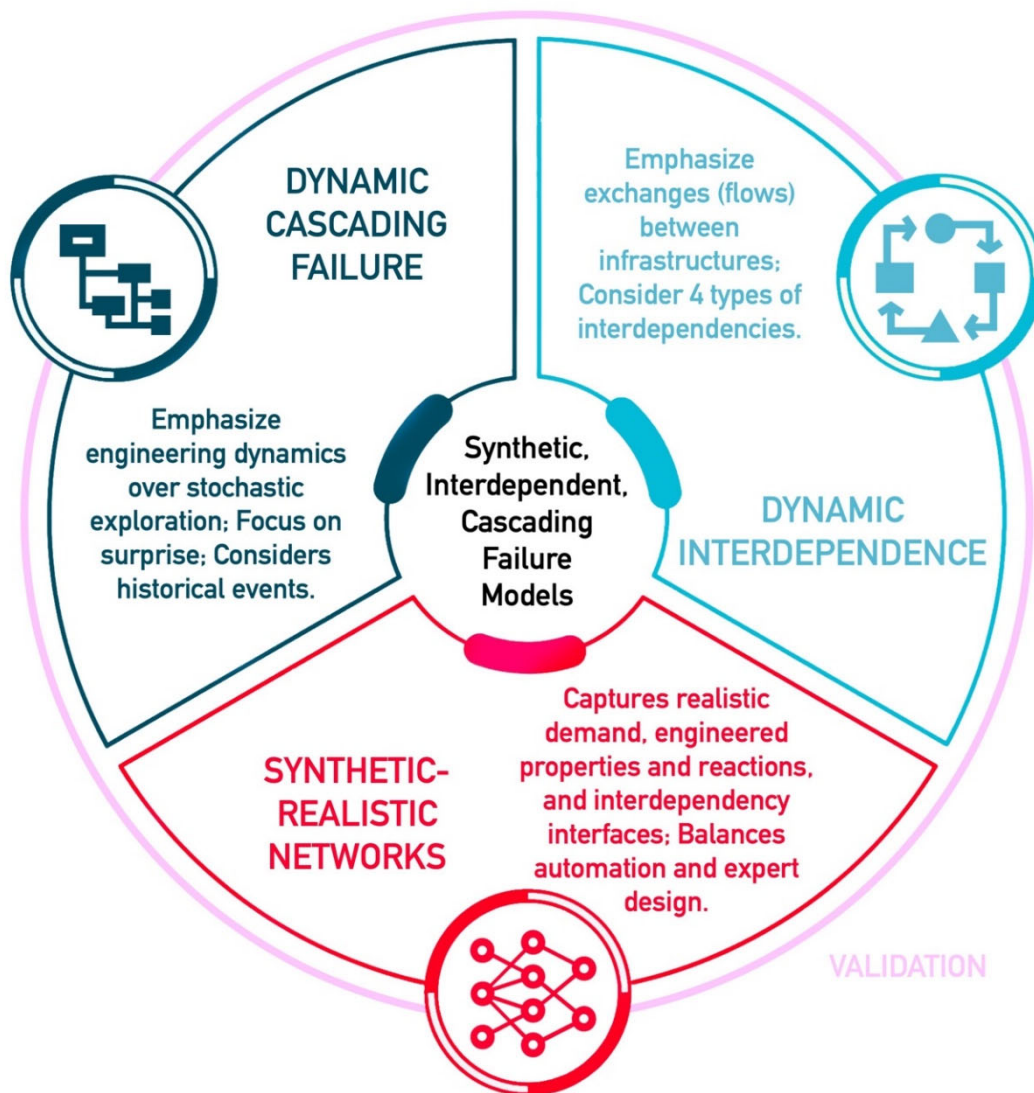 DYNAMIC
CASCADING
FAILURE
Emphasize
engineering dynamics
over stochastic
exploration; Focus on
surprise; Considers
historical events.
Emphasize
exchanges (flows)
between
infrastructures;
Consider 4 types of
interdependencies.
DYNAMIC
INTERDEPENDENCE
Synthetic,
Interdependent,
Cascading
Failure
Models
SYNTHETIC-
REALISTIC
NETWORKS
Captures realistic
demand, engineered
properties and reactions,
and interdependency
interfaces; Balances
automation and expert
design.
VALIDATION